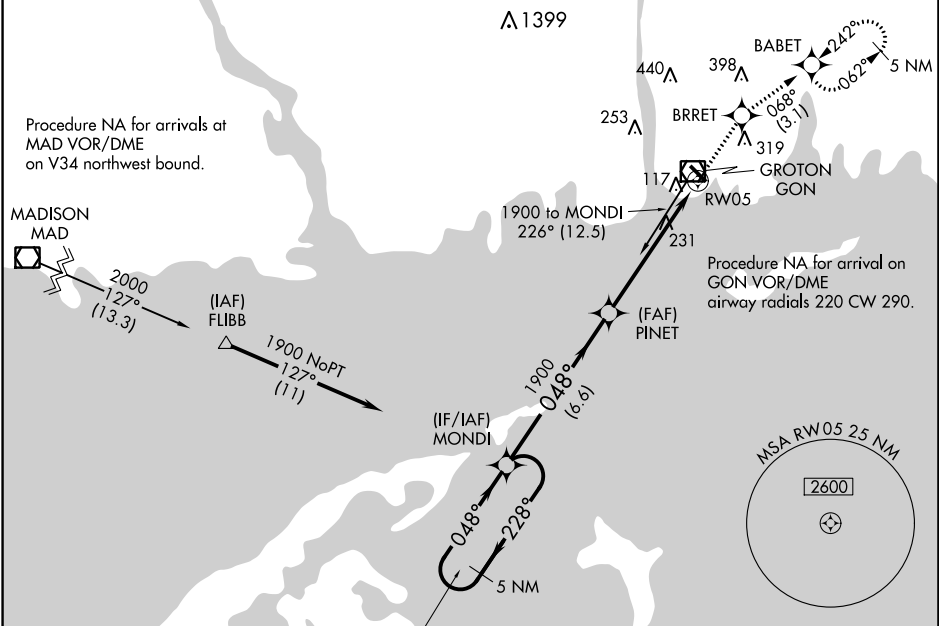 1399
BABET
242°
062°
5 NM
440
398
BRRET
068°
(3.1)
253
319
Procedure NA for arrivals at
MAD VOR/DME
on V34 northwest bound.
GROTON
GON
117
RW05
1900 to MONDI
226° (12.5)
231
MADISON
MAD
Procedure NA for arrival on
GON VOR/DME
airway radials 220 CW 290.
2000
127°
(13.3)
(IAF)
FLIBB
(FAF)
PINET
1900 NoPT
127°
(11)
1900
048°
(6.6)
(IF/IAF)
MONDI
MSA RW05 25 NM
2600
048°
228°
5 NM